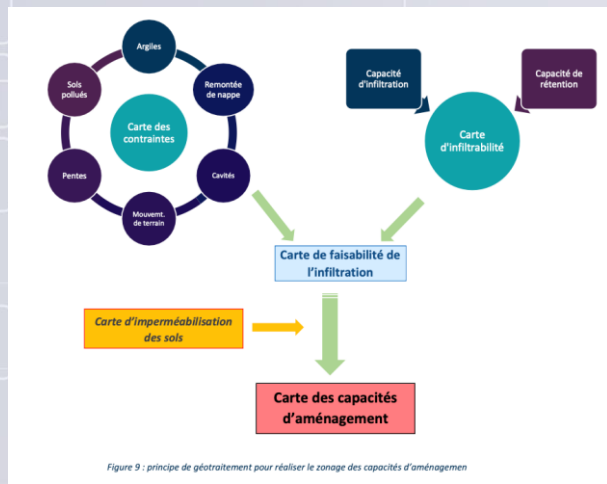 Argiles
Remontée
de nappe
Cavités
Mouvemt.
de terrain
Pentes
Sols
pollués
Carte des
contraintes
Capacité
d'infiltration
Capacité de
rétention
Carte
d'infiltrabilité
Carte de faisabilité de
l’infiltration
Carte d’imperméabilisation
des sols
Carte des capacités
d’aménagement
Figure 9 : principe de géotraitement pour réaliser le zonage des capacités d’aménagemen